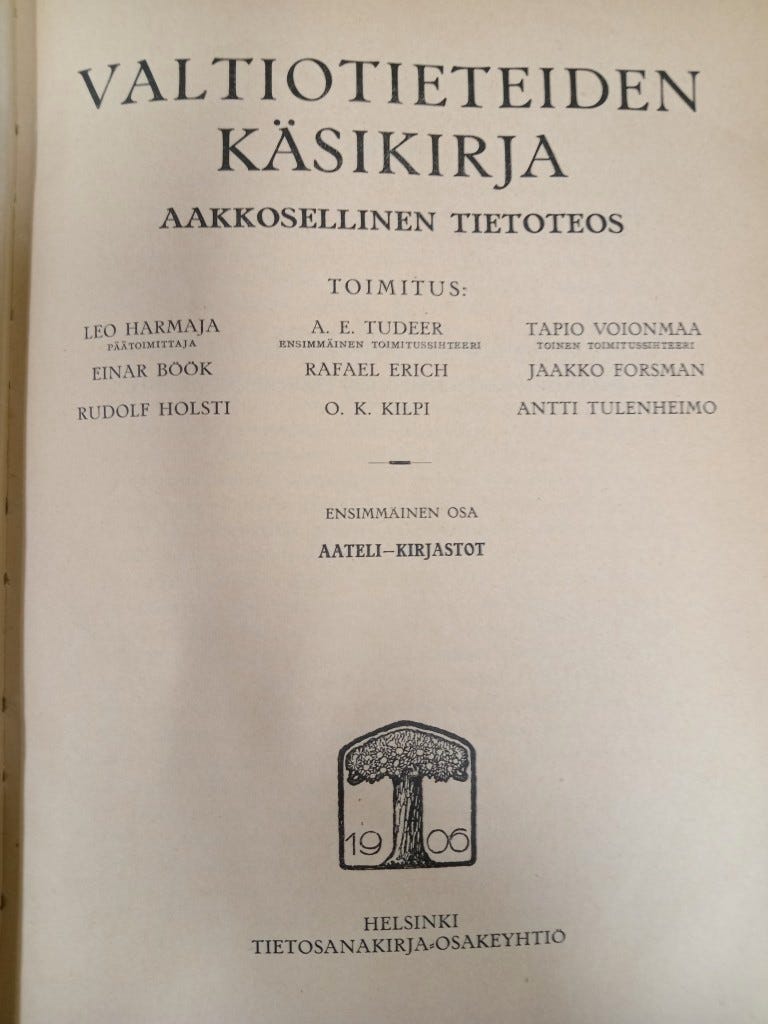 VALTIOTIETEIDEN
KÄSIKIRJA
AAKKOSELLINEN TIETOTEOS
TOIMITUS:
LEO HARMAJA
PÄÄTOIMITTAJA
A. E. TUDEER
ENSIMMÄINEN TOIMITUSSIHTEERI
TAPIO VOIONMAA
TOINEN TOIMITUSSIHTEERI
EINAR BÖÖK
RAFAEL ERICH
JAAKKO FORSMAN
RUDOLF HOLSTI
O. K. KILPI
ANTTI TULENHEIMO
ENSIMMÄINEN OSA
AATELI—KIRJASTOT
1906
HELSINKI
TIETOSANAKIRJA-OSAKEYHTIÖ